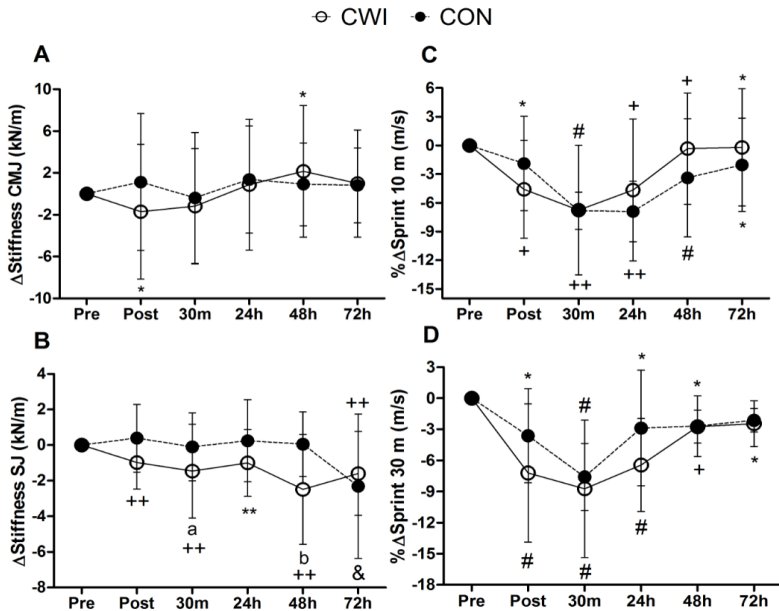 CWI CON
A
ΔStiffness CMJ (kN/m)
10
6
2
-2
-6
-10
*
*
Pre Post 30m 24h 48h 72h
C
%ΔSprint 10 m (m/s)
6
3
0
-3
-6
-9
-12
-15
* # + + *
+ ++ ++ # *
Pre Post 30m 24h 48h 72h
B
ΔStiffness SJ (kN/m)
4
2
0
-2
-4
-6
-8
++
++ a ** b
++ ++ &
Pre Post 30m 24h 48h 72h
D
%ΔSprint 30 m (m/s)
3
0
-3
-6
-9
-12
-15
-18
* # * *
# # # + *
Pre Post 30m 24h 48h 72h